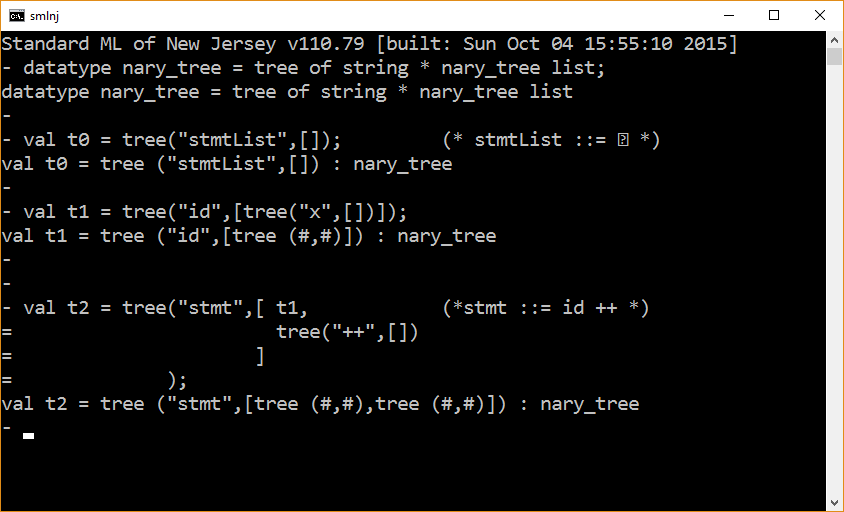 smlnj
Standard ML of New Jersey v110.79 [built: Sun Oct 04 15:55:10 2015]
- datatype nary_tree = tree of string * nary_tree list;
datatype nary_tree = tree of string * nary_tree list
-
- val t0 = tree("stmtList",[]);         (* stmtList ::= � *)
val t0 = tree ("stmtList",[]) : nary_tree
-
- val t1 = tree("id",[tree("x",[])]);
val t1 = tree ("id",[tree (#,#)]) : nary_tree
-
-
- val t2 = tree("stmt",[ t1,            (*stmt ::= id ++ *)
=                        tree("++",[])
=                      ]
=              );
val t2 = tree ("stmt",[tree (#,#),tree (#,#)]) : nary_tree
-